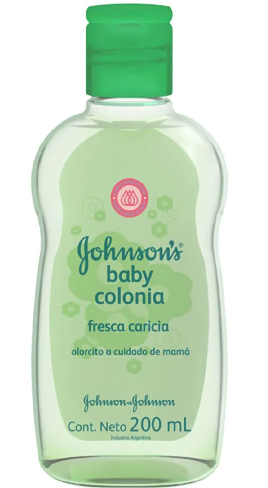 Johnson's®
baby
colonia
fresca caricia
olorcito a cuidado de mamá
Johnson & Johnson
Cont. Neto 200 mL
Industria Argentina